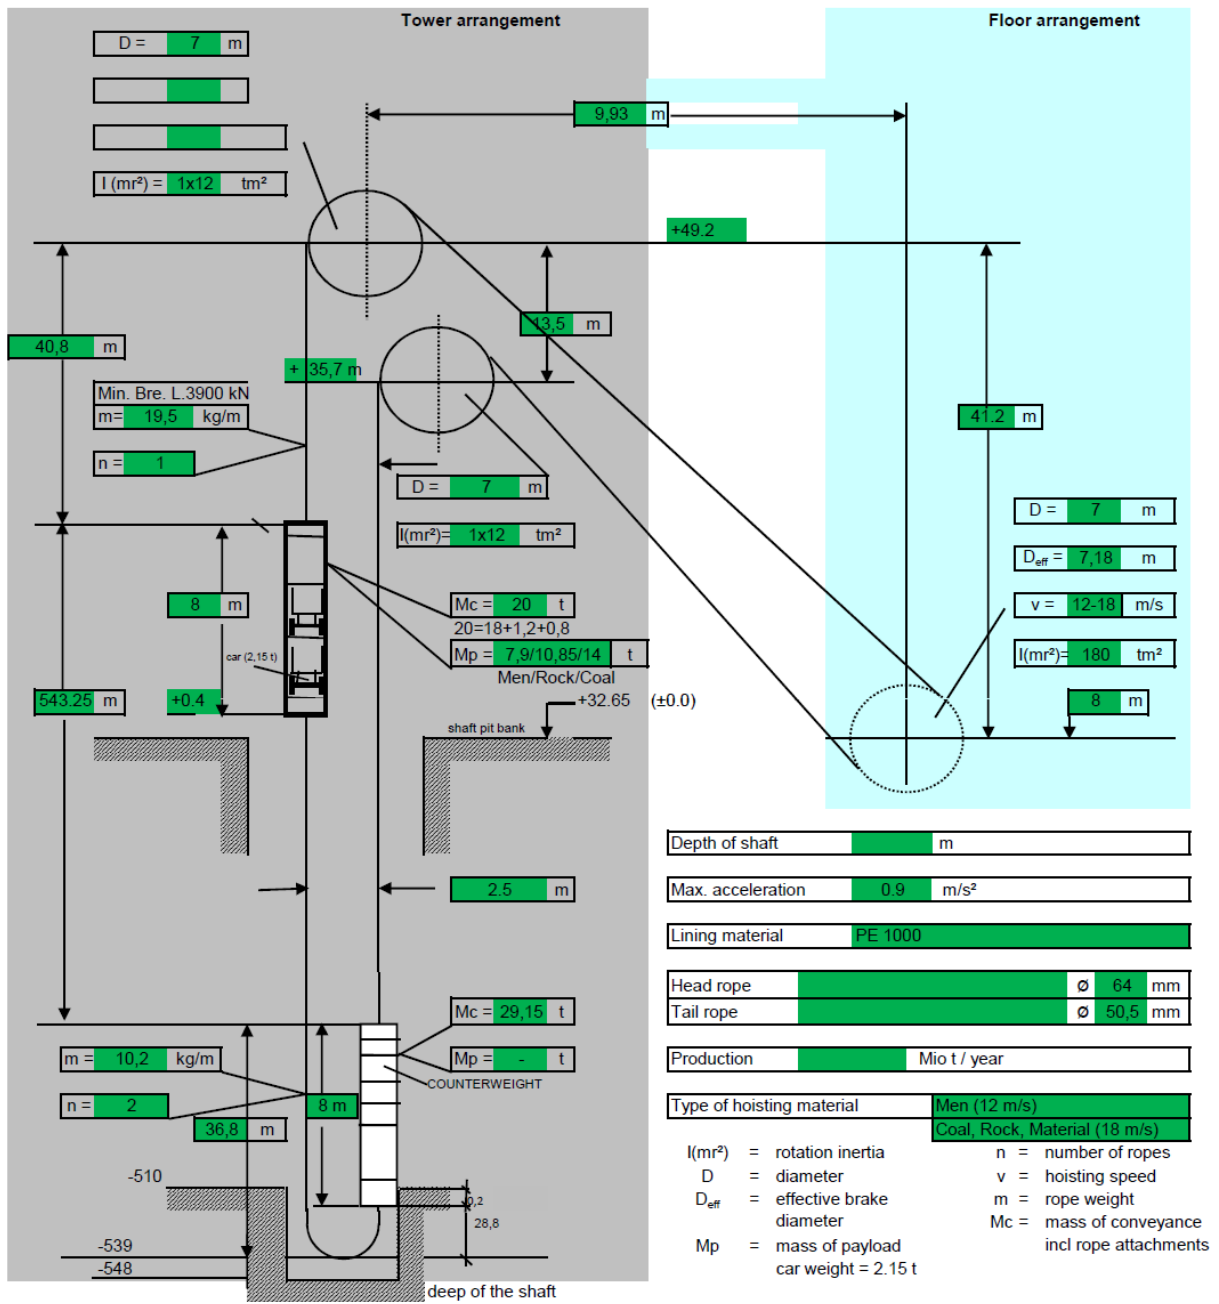 Tower arrangement
Floor arrangement
D = 7 m
9,93 m
I (mr²) = 1x12 tm²
+49.2
13,5 m
40,8 m
+ 35,7 m
Min. Bre. L.3900 kN
m= 19,5 kg/m
41.2 m
n = 1
D = 7 m
D = 7 m
I(mr²)= 1x12 tm²
Deff = 7,18 m
8 m
Mc = 20 t
v = 12-18 m/s
20=18+1,2+0,8
car (2,15 t)
Mp = 7,9/10,85/14 t
I(mr²)= 180 tm²
Men/Rock/Coal
543.25 m
+0.4
+32.65 (±0.0)
8 m
shaft pit bank
Depth of shaft m
2.5 m
Max. acceleration 0.9 m/s²
Lining material PE 1000
Head rope Ø 64 mm
Mc = 29,15 t
Tail rope Ø 50,5 mm
m = 10,2 kg/m
Mp = - t
Production Mio t / year
COUNTERWEIGHT
n = 2
8 m
Type of hoisting material Men (12 m/s)
36,8 m
Coal, Rock, Material (18 m/s)
I(mr²) = rotation inertia
n = number of ropes
-510
D = diameter
v = hoisting speed
0,2
Deff = effective brake
diameter
m = rope weight
28,8
Mc = mass of conveyance
incl rope attachments
-539
Mp = mass of payload
car weight = 2.15 t
-548
deep of the shaft